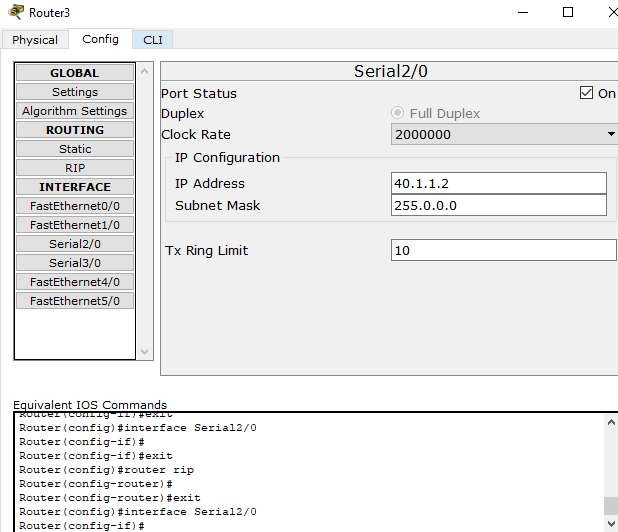 Router3
Physical Config CLI
GLOBAL
Settings
Algorithm Settings
ROUTING
Static
RIP
INTERFACE
FastEthernet0/0
FastEthernet1/0
Serial2/0
Serial3/0
FastEthernet4/0
FastEthernet5/0
Serial2/0
Port Status On
Duplex Full Duplex
Clock Rate 2000000
IP Configuration
IP Address 40.1.1.2
Subnet Mask 255.0.0.0
Tx Ring Limit 10
Equivalent IOS Commands
Router(config-if)#exit
Router(config)#interface Serial2/0
Router(config-if)#
Router(config-if)#exit
Router(config)#router rip
Router(config-router)#
Router(config-router)#exit
Router(config)#interface Serial2/0
Router(config-if)#